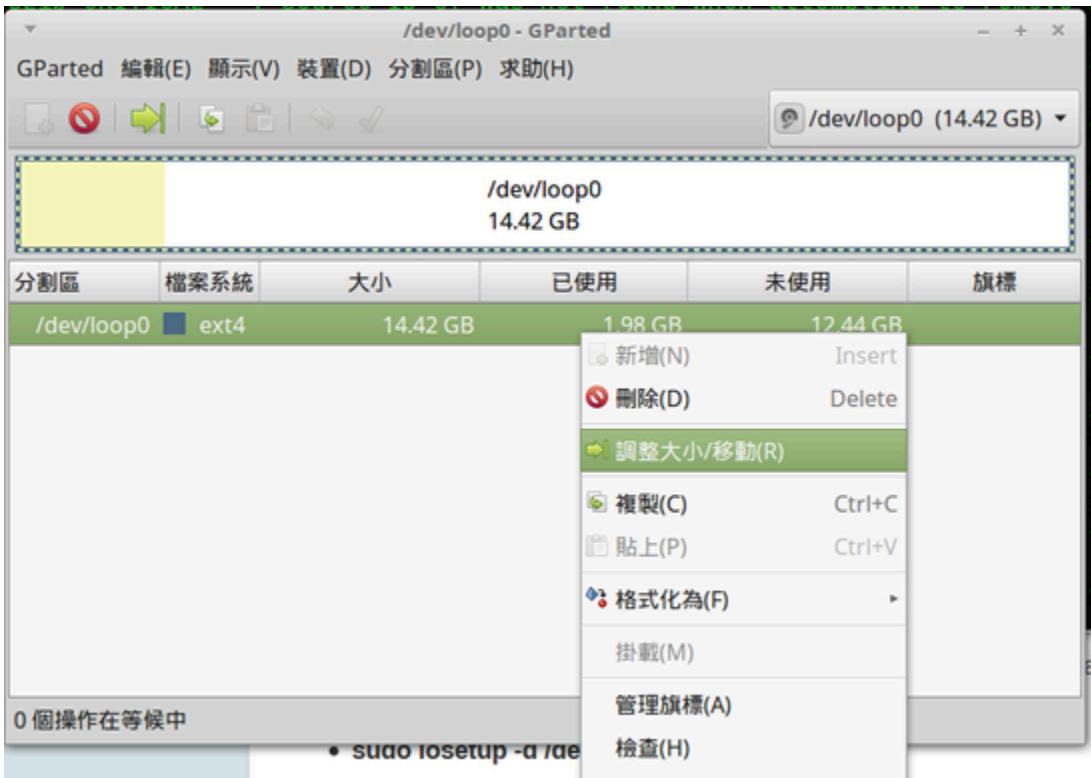 /dev/loop0 - GParted
GParted 編輯(E) 顯示(V) 裝置(D) 分割區(P) 求助(H)
/dev/loop0 (14.42 GB)
/dev/loop0
14.42 GB
分割區 檔案系統 大小 已使用 未使用 旗標
/dev/loop0 ext4 14.42 GB 1.98 GB 12.44 GB
新增(N) Insert
刪除(D) Delete
調整大小/移動(R)
複製(C) Ctrl+C
貼上(P) Ctrl+V
格式化為(F)
掛載(M)
管理旗標(A)
檢查(H)
0 個操作在等候中
• sudo losetup -d /de